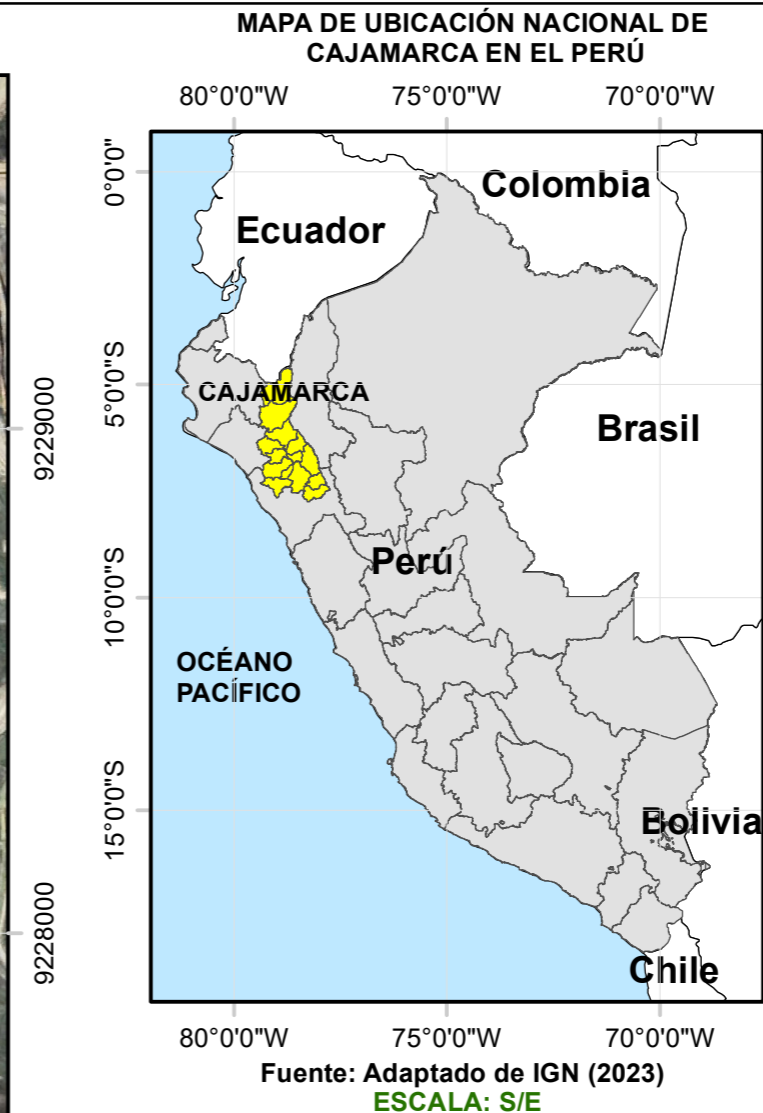 MAPA DE UBICACIÓN NACIONAL DE
CAJAMARCA EN EL PERÚ
80°0'0"W 75°0'0"W 70°0'0"W
0°0'0"
Colombia
Ecuador
5°0'0"S
CAJAMARCA
9229000
Brasil
Perú
10°0'0"S
OCÉANO
PACÍFICO
15°0'0"S
Bolivia
9228000
Chile
80°0'0"W 75°0'0"W 70°0'0"W
Fuente: Adaptado de IGN (2023)
ESCALA: S/E